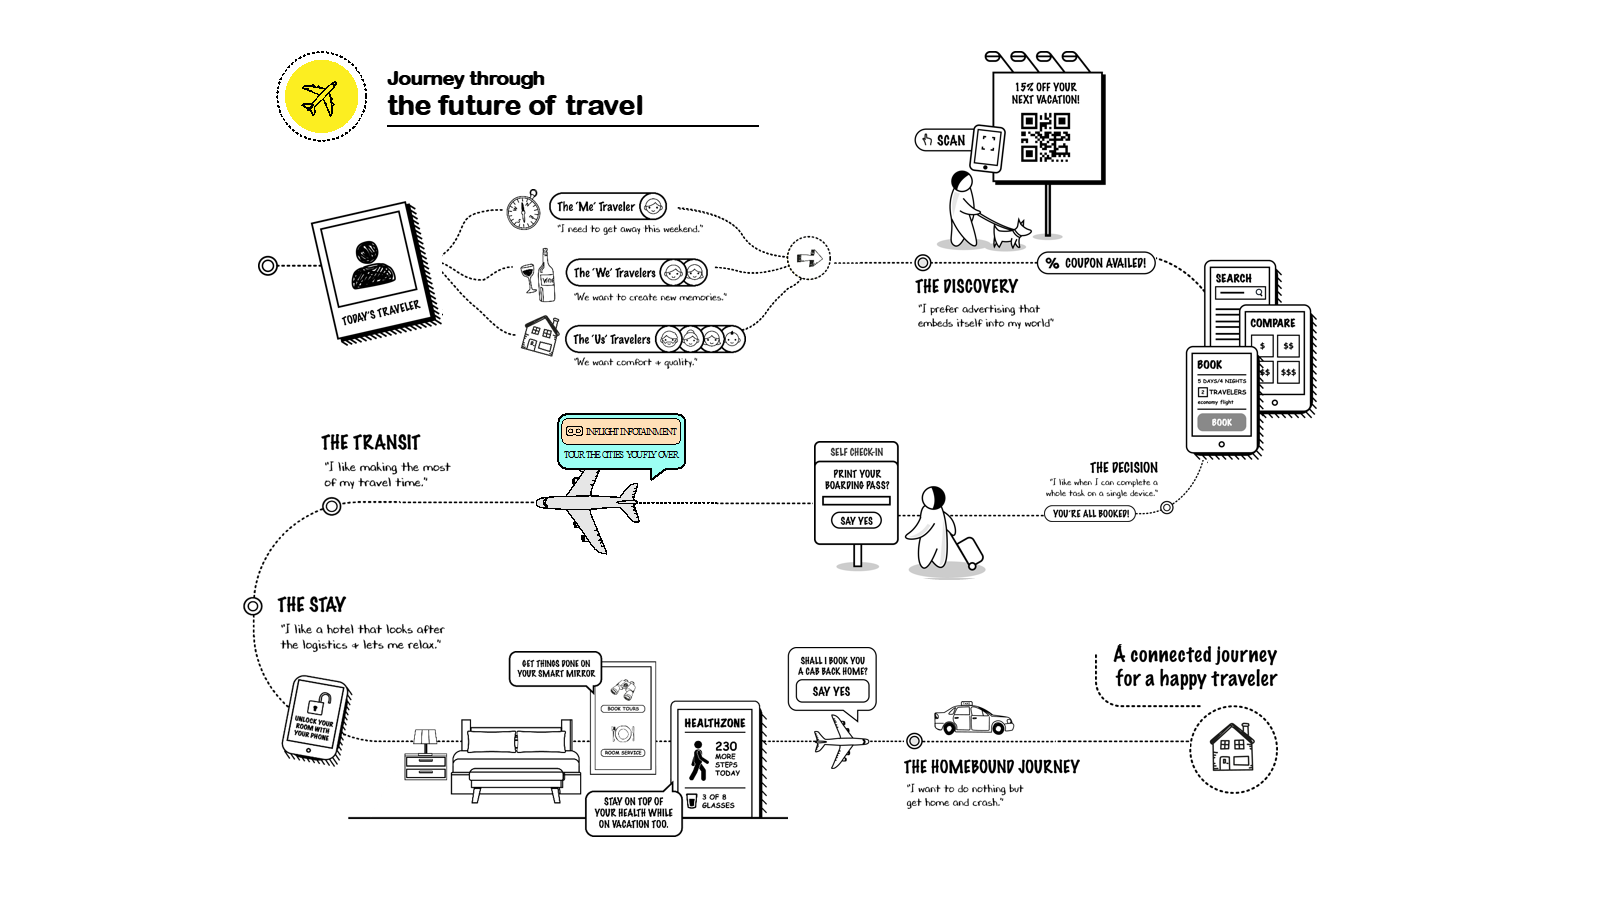 Journey through
the future of travel
15% OFF YOUR
NEXT VACATION!
SCAN
TODAY'S TRAVELER
The 'Me' Traveler
"I need to get away this weekend."
The 'We' Travelers
"We want to create new memories."
The 'Us' Travelers
"We want comfort + quality."
% COUPON AVAILED!
THE DISCOVERY
"I prefer advertising that
embeds itself into my world"
SEARCH
COMPARE
$ $$
$$ $$$
BOOK
5 DAYS/4 NIGHTS
2 TRAVELERS
economy flight
BOOK
THE DECISION
"I like when I can complete a
whole task on a single device."
YOU'RE ALL BOOKED!
SELF CHECK-IN
PRINT YOUR
BOARDING PASS?
SAY YES
INFLIGHT INFOTAINMENT
TOUR THE CITIES YOU FLY OVER
THE TRANSIT
"I like making the most
of my travel time."
THE STAY
"I like a hotel that looks after
the logistics + lets me relax."
UNLOCK YOUR
ROOM WITH
YOUR PHONE
GET THINGS DONE ON
YOUR SMART MIRROR
BOOK TOURS
ROOM SERVICE
HEALTHZONE
230
MORE
STEPS
TODAY
3 OF 8
GLASSES
STAY ON TOP OF
YOUR HEALTH WHILE
ON VACATION TOO.
SHALL I BOOK YOU
A CAB BACK HOME?
SAY YES
THE HOMEBOUND JOURNEY
"I want to do nothing but
get home and crash."
A connected journey
for a happy traveler